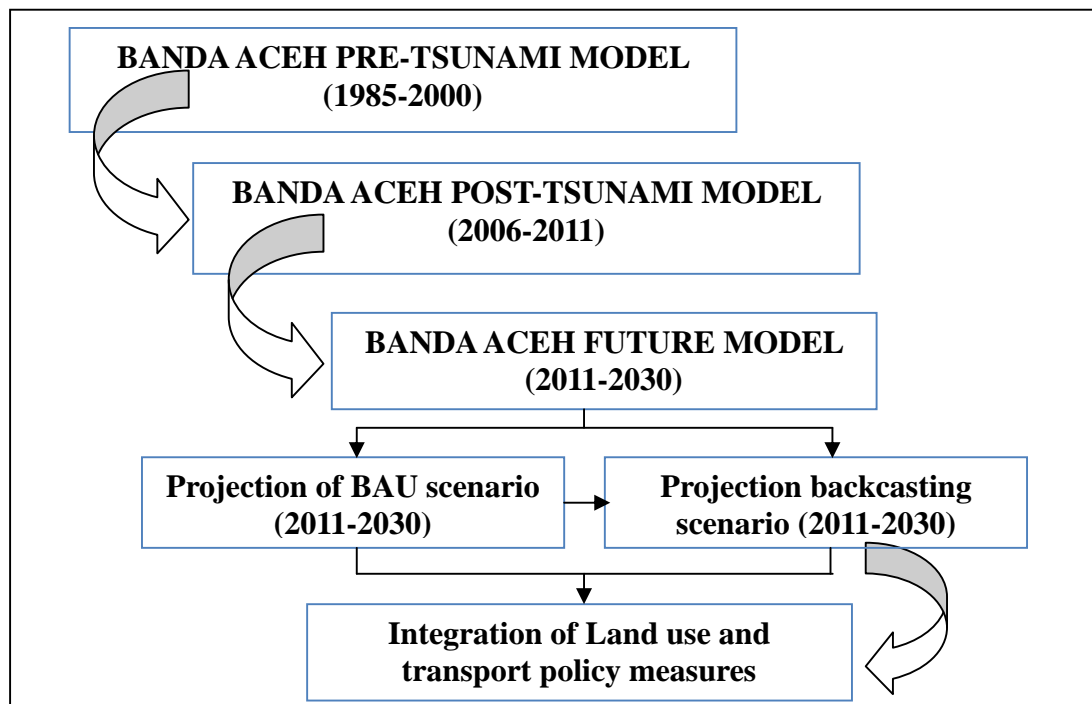 BANDA ACEH PRE-TSUNAMI MODEL
(1985-2000)
BANDA ACEH POST-TSUNAMI MODEL
(2006-2011)
BANDA ACEH FUTURE MODEL
(2011-2030)
Projection of BAU scenario
(2011-2030)
Projection backcasting
scenario (2011-2030)
Integration of Land use and
transport policy measures